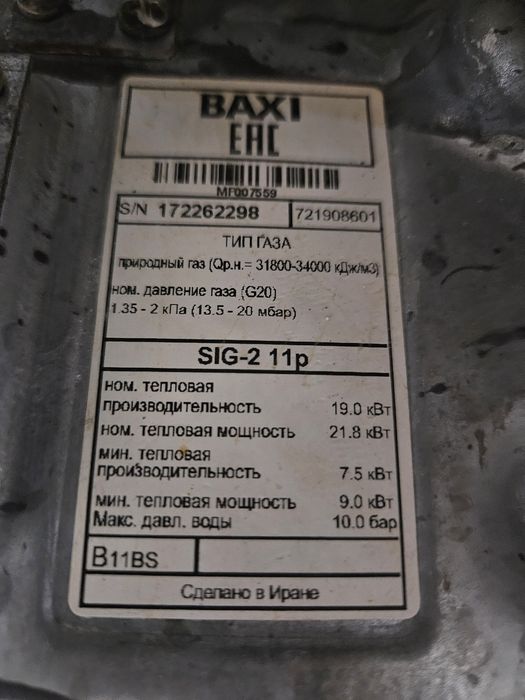 BAXI
EAC
MF007559
S/N 172262298 721908601
ТИП ГАЗА
природный газ (Qр.н.= 31800-34000 кДж/м3)
ном. давление газа (G20)
1.35 - 2 кПа (13.5 - 20 мбар)
SIG-2 11p
ном. тепловая
производительность 19.0 кВт
ном. тепловая мощность 21.8 кВт
мин. тепловая
производительность 7.5 кВт
мин. тепловая мощность 9.0 кВт
Макс. давл. воды 10.0 бар
B11BS
Сделано в Иране